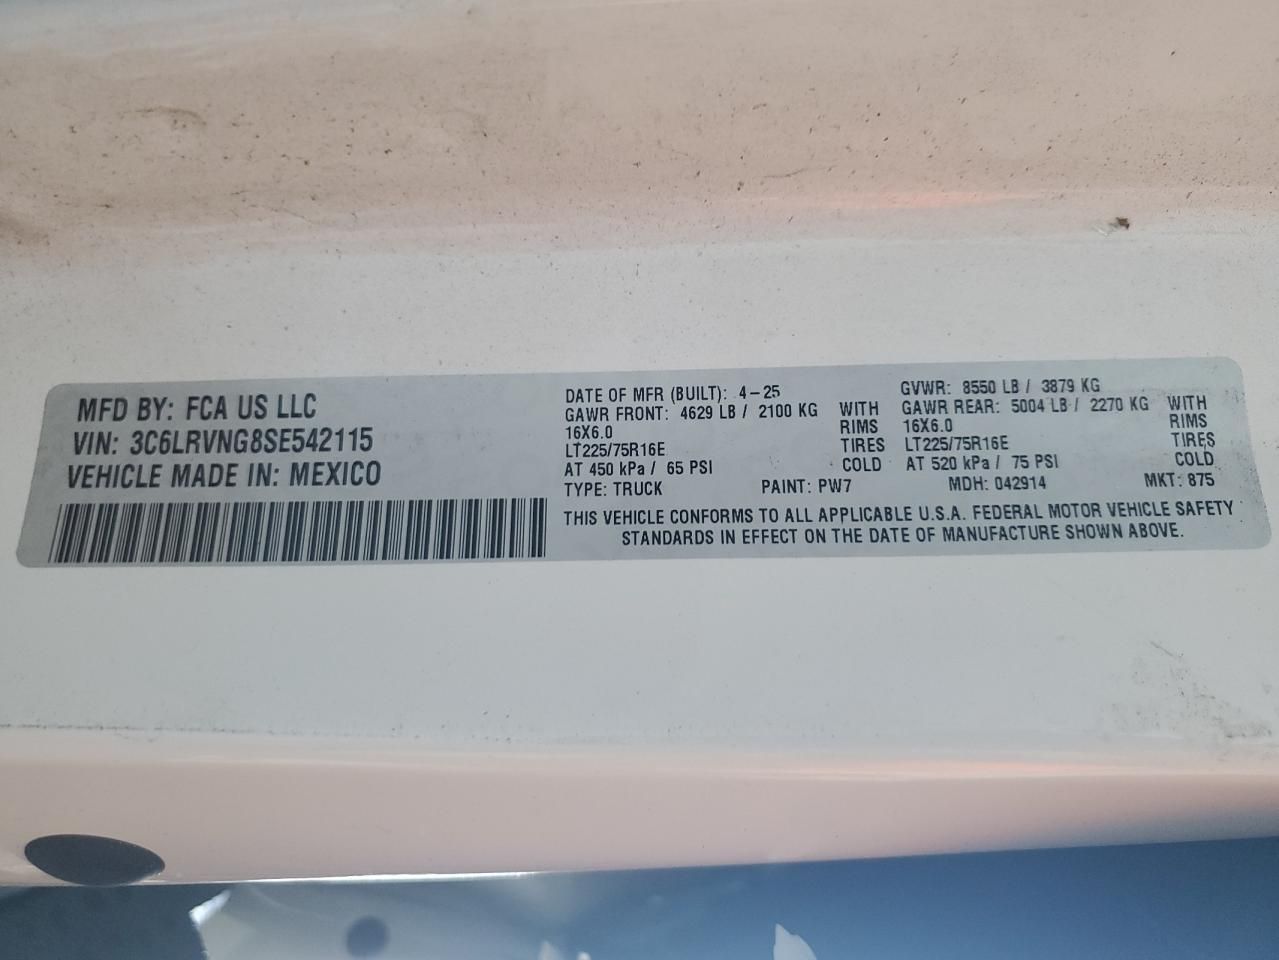 MFD BY: FCA US LLC
VIN: 3C6LRVNG8SE542115
VEHICLE MADE IN: MEXICO
DATE OF MFR (BUILT): 4-25
GAWR FRONT: 4629 LB / 2100 KG WITH
16X6.0 RIMS
LT225/75R16E TIRES
AT 450 kPa / 65 PSI COLD
TYPE: TRUCK PAINT: PW7
GVWR: 8550 LB / 3879 KG
GAWR REAR: 5004 LB / 2270 KG WITH
16X6.0 RIMS
LT225/75R16E TIRES
AT 520 kPa / 75 PSI COLD
MDH: 042914 MKT: 875
THIS VEHICLE CONFORMS TO ALL APPLICABLE U.S.A. FEDERAL MOTOR VEHICLE SAFETY
STANDARDS IN EFFECT ON THE DATE OF MANUFACTURE SHOWN ABOVE.